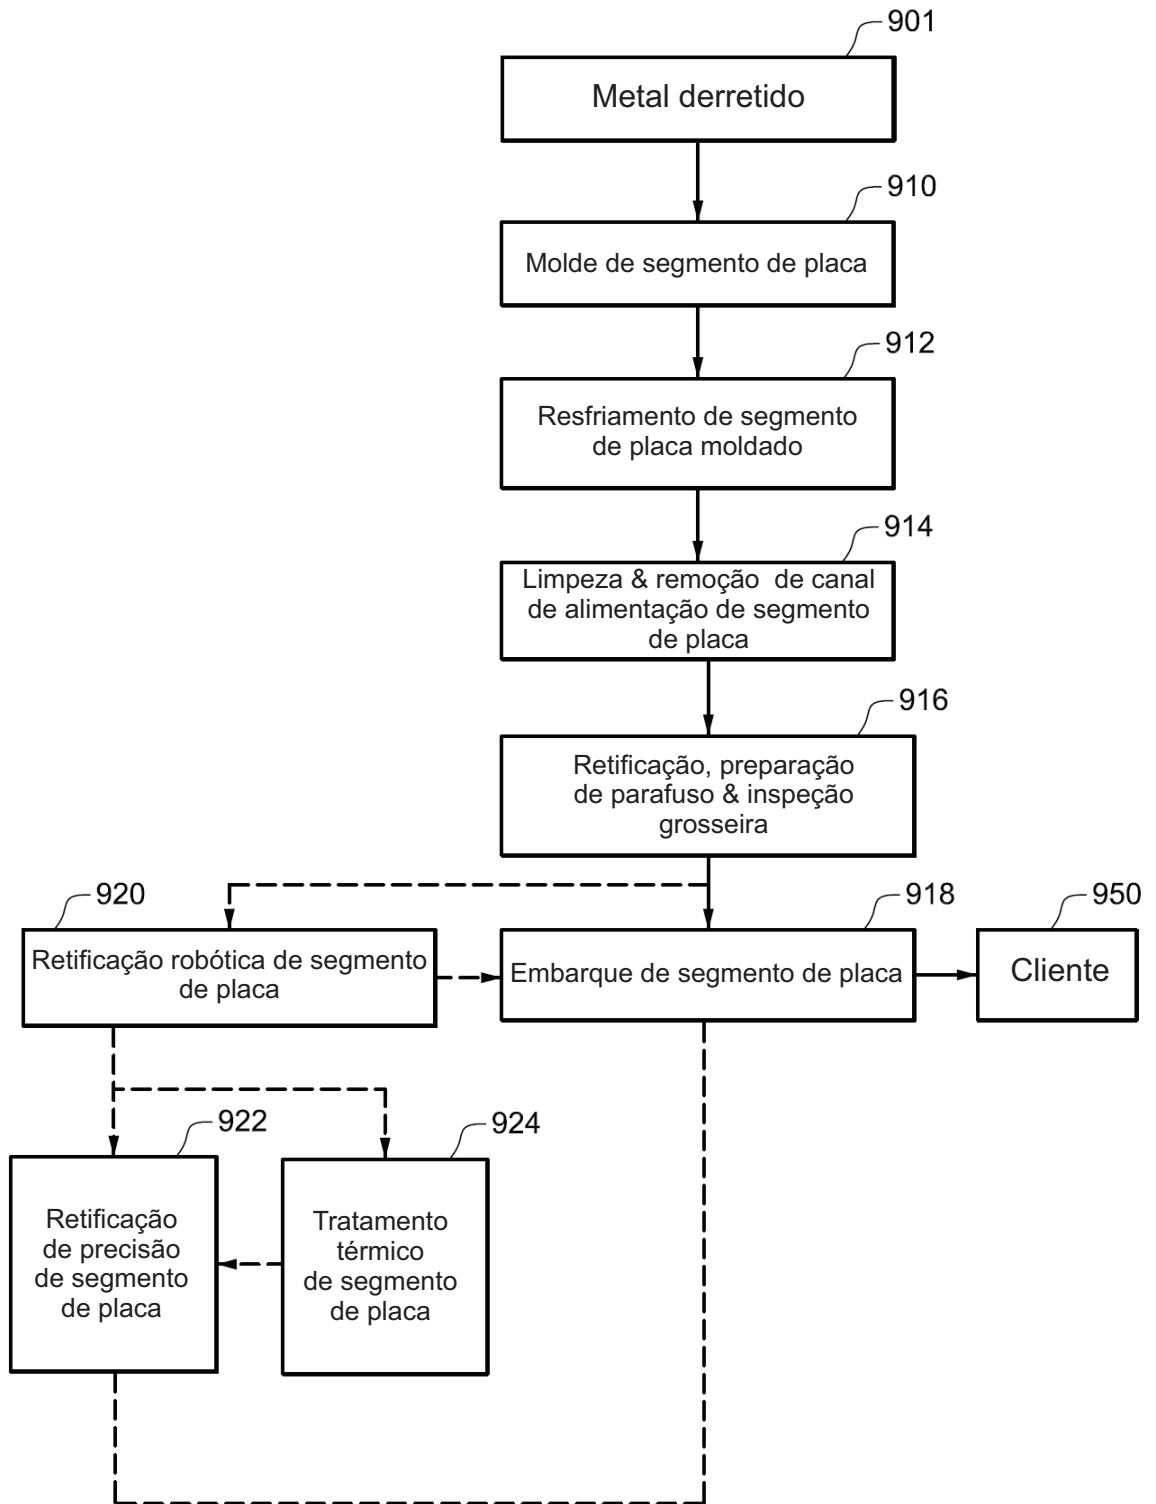 901
Metal derretido
910
Molde de segmento de placa
912
Resfriamento de segmento
de placa moldado
914
Limpeza & remoção de canal
de alimentação de segmento
de placa
916
Retificação, preparação
de parafuso & inspeção
grosseira
920
Retificação robótica de segmento
de placa
918
Embarque de segmento de placa
950
Cliente
922
Retificação
de precisão
de segmento
de placa
924
Tratamento
térmico
de segmento
de placa